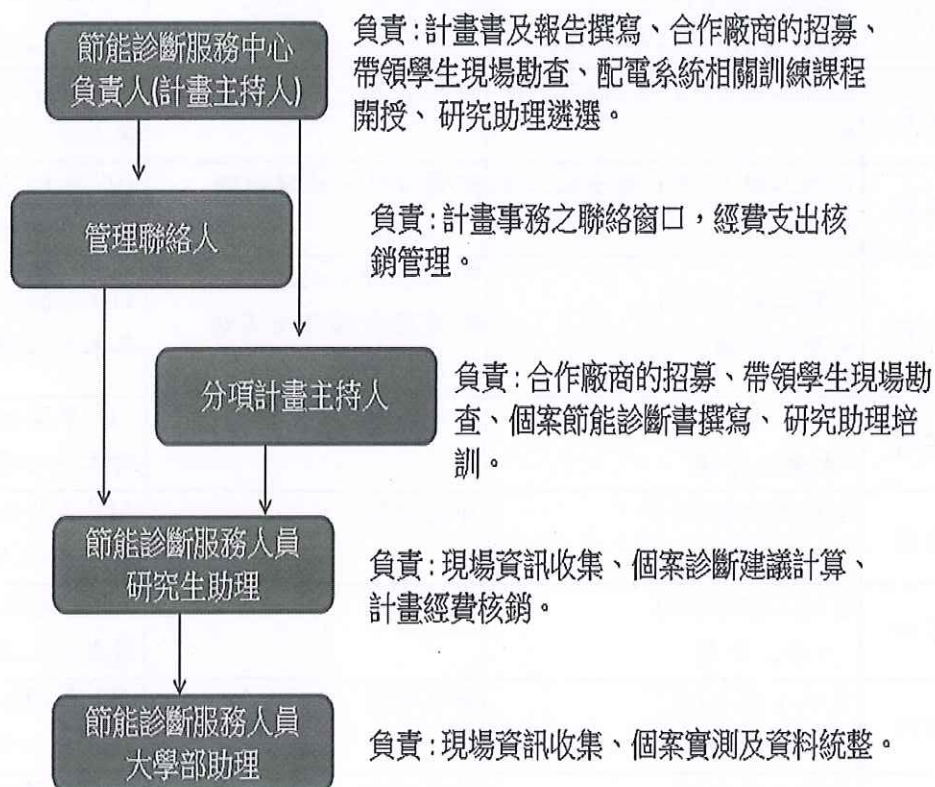 節能診斷服務中心
負責人(計畫主持人)
負責:計畫書及報告撰寫、合作廠商的招募、
帶領學生現場勘查、配電系統相關訓練課程
開授、研究助理遴選。
管理聯絡人
負責:計畫事務之聯絡窗口,經費支出核
銷管理。
分項計畫主持人
負責:合作廠商的招募、帶領學生現場勘
查、個案節能診斷書撰寫、研究助理培
訓。
節能診斷服務人員
研究生助理
負責:現場資訊收集、個案診斷建議計算、
計畫經費核銷。
節能診斷服務人員
大學部助理
負責:現場資訊收集、個案實測及資料統整。